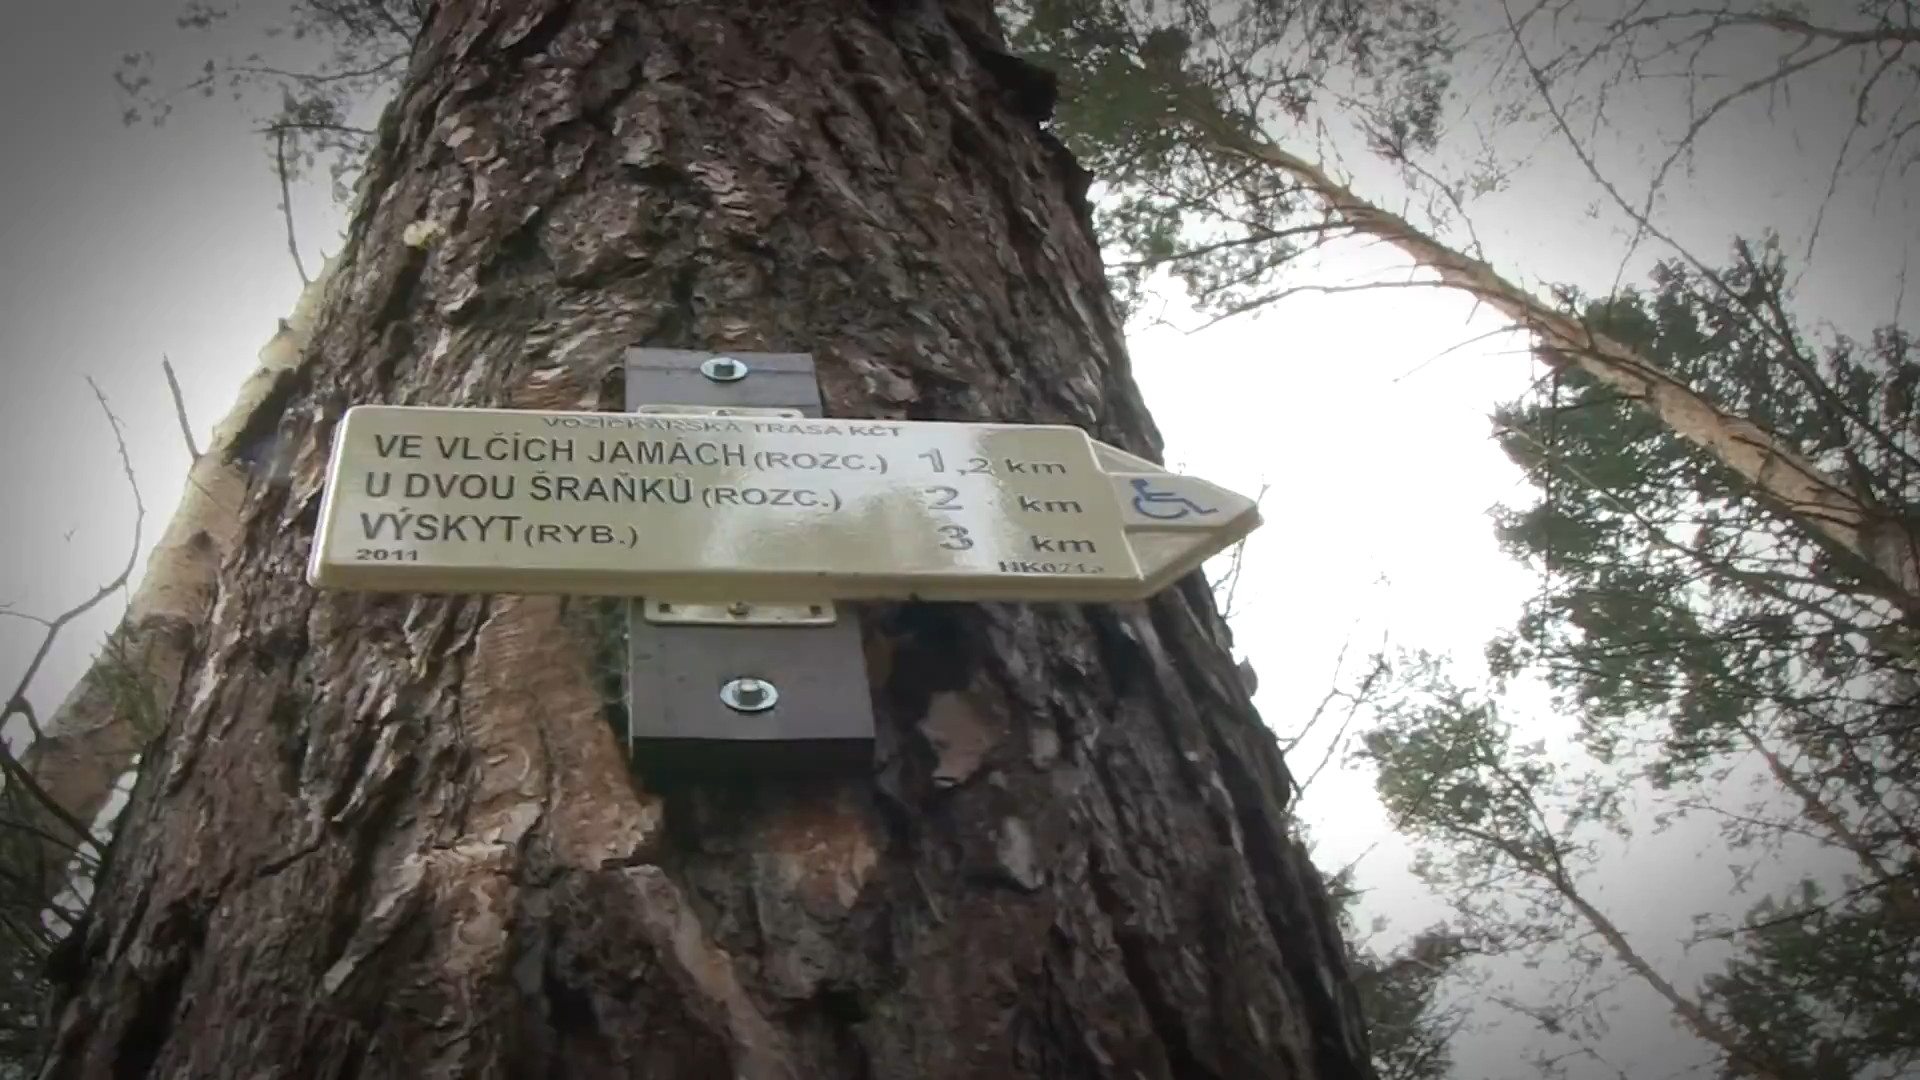 VOZÍČKÁŘSKÁ TRASA KČT
VE VLČÍCH JAMÁCH (ROZC.) 1,2 km
U DVOU ŠRAŇKŮ (ROZC.) 2 km
VÝSKYT (RYB.) 3 km
2011